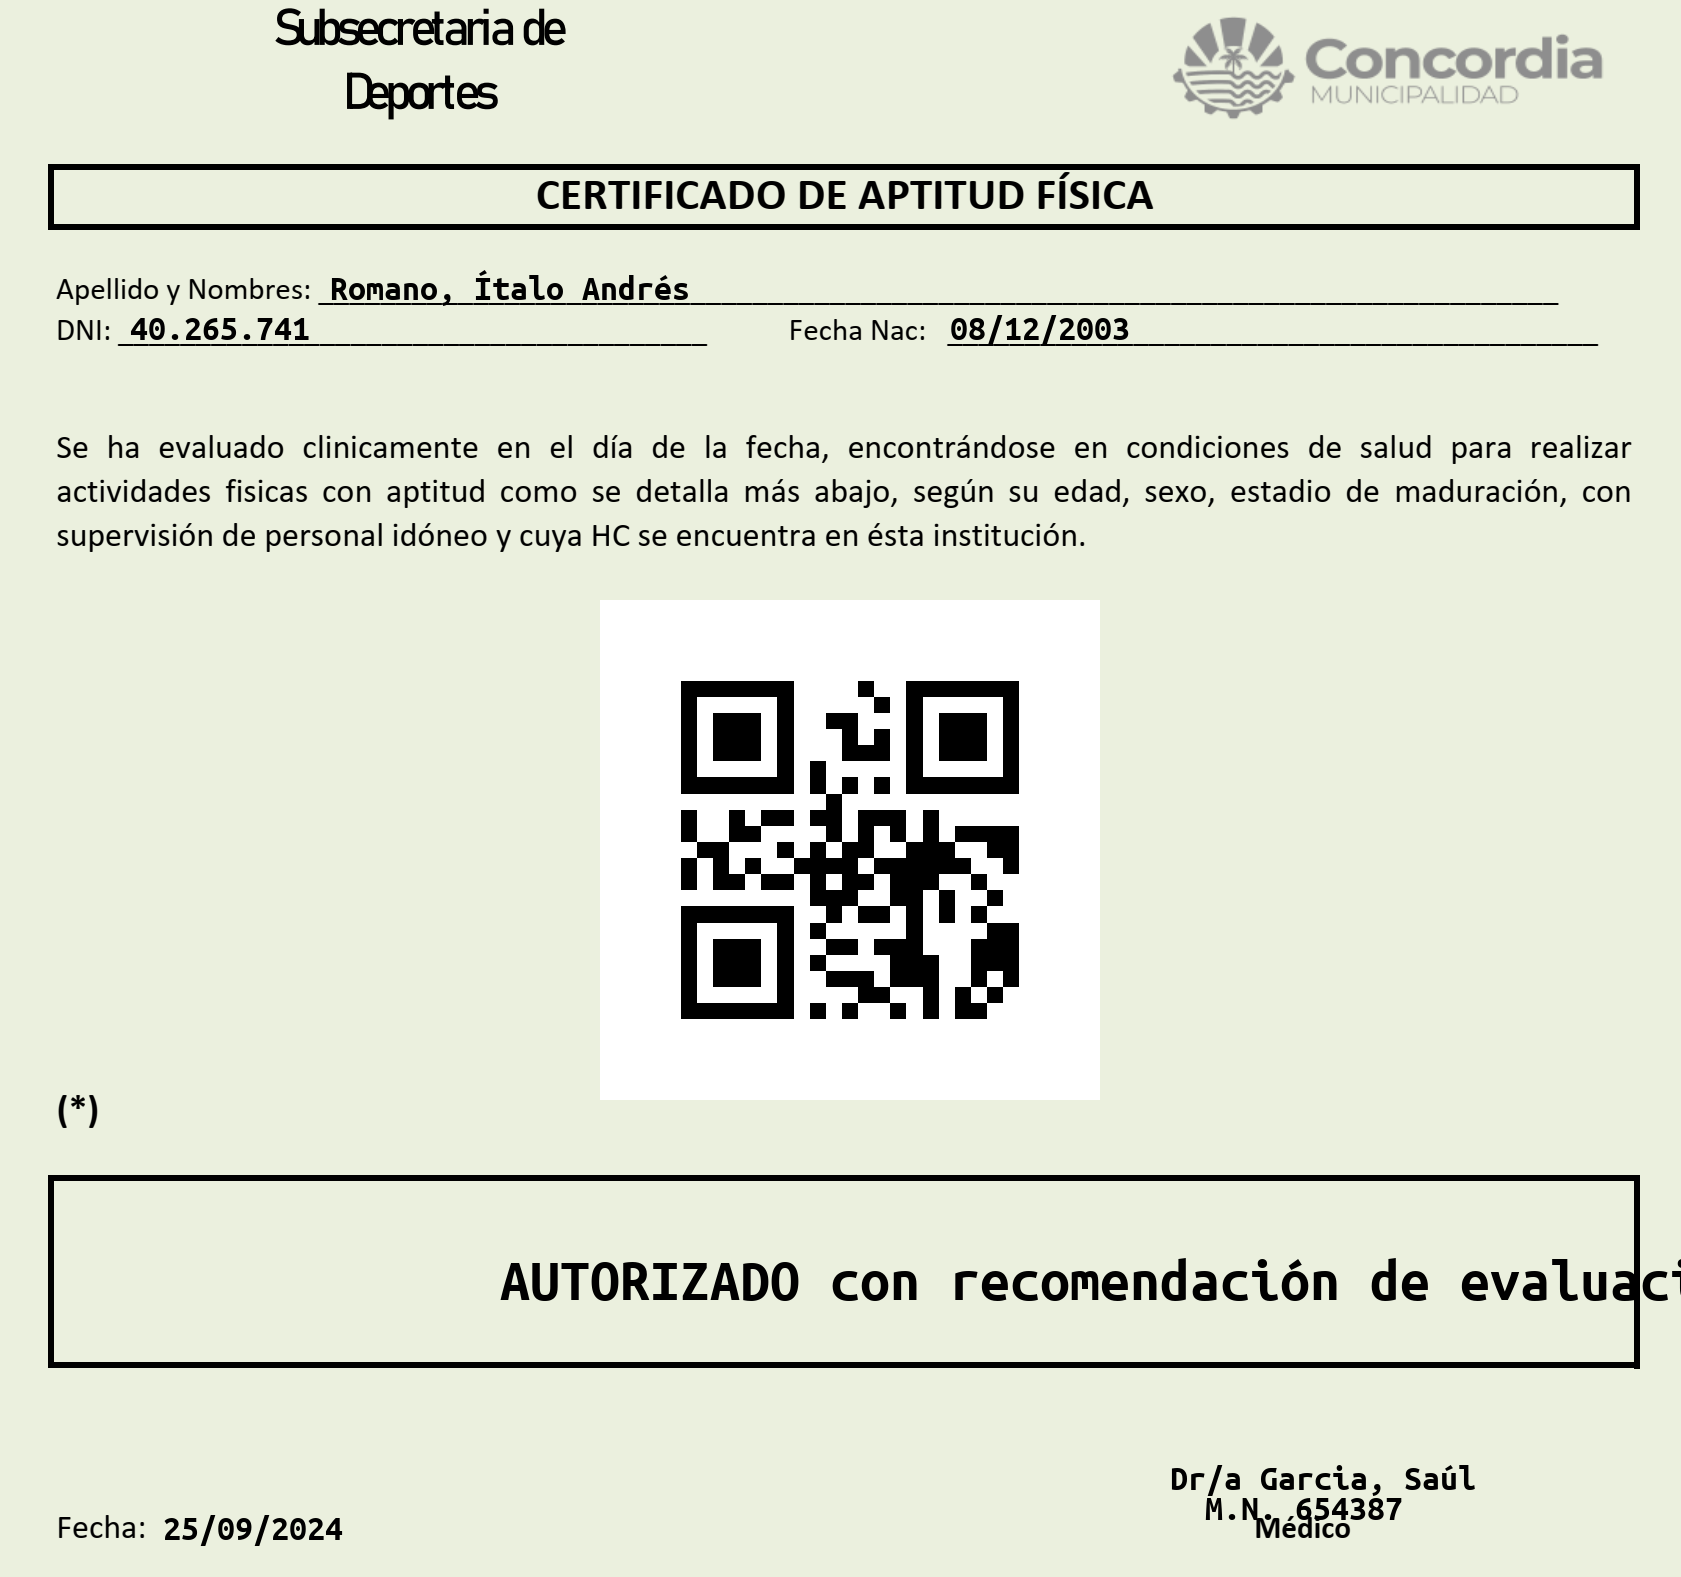 Subsecretaria de
Deportes
Concordia
MUNICIPALIDAD
CERTIFICADO DE APTITUD FÍSICA
Apellido y Nombres: Romano, Ítalo Andrés
DNI: 40.265.741 Fecha Nac: 08/12/2003
Se ha evaluado clinicamente en el día de la fecha, encontrándose en condiciones de salud para realizar
actividades fisicas con aptitud como se detalla más abajo, según su edad, sexo, estadio de maduración, con
supervisión de personal idóneo y cuya HC se encuentra en ésta institución.
(*)
AUTORIZADO con recomendación de evaluaci
Dr/a Garcia, Saúl
M.N. 654387
Médico
Fecha: 25/09/2024